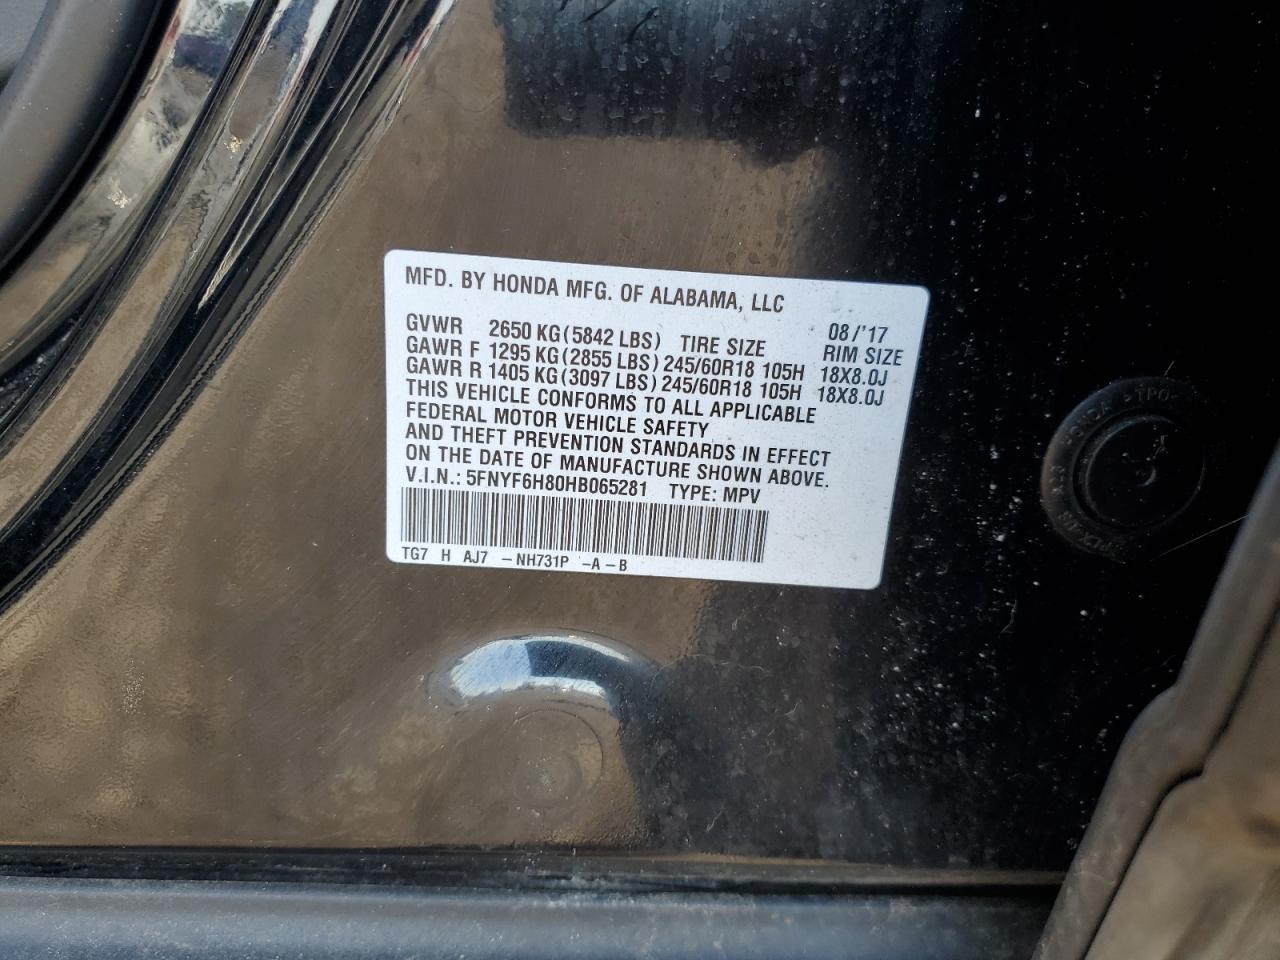 MFD. BY HONDA MFG. OF ALABAMA, LLC
GVWR 2650 KG (5842 LBS) TIRE SIZE 08/'17 RIM SIZE
GAWR F 1295 KG (2855 LBS) 245/60R18 105H 18X8.0J
GAWR R 1405 KG (3097 LBS) 245/60R18 105H 18X8.0J
THIS VEHICLE CONFORMS TO ALL APPLICABLE
FEDERAL MOTOR VEHICLE SAFETY
AND THEFT PREVENTION STANDARDS IN EFFECT
ON THE DATE OF MANUFACTURE SHOWN ABOVE.
V.I.N.: 5FNYF6H80HB065281 TYPE: MPV
TG7 H AJ7 -NH731P -A-B
HONDA >TPO